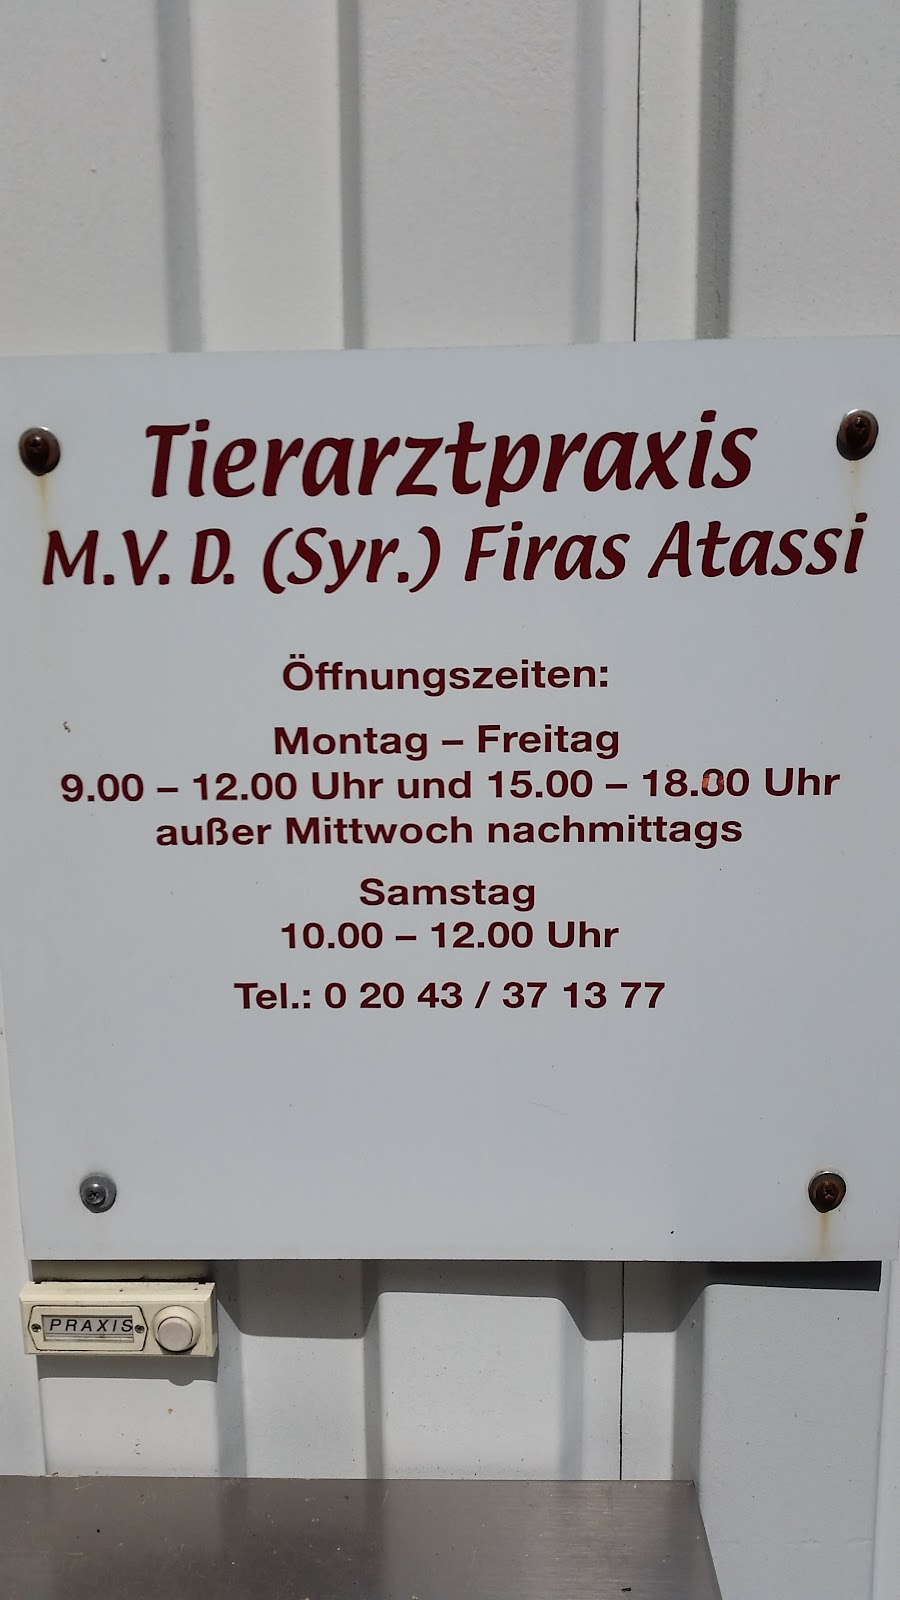 Tierarztpraxis
M.V.D. (Syr.) Firas Atassi
Öffnungszeiten:
Montag – Freitag
9.00 – 12.00 Uhr und 15.00 – 18.00 Uhr
außer Mittwoch nachmittags
Samstag
10.00 – 12.00 Uhr
Tel.: 0 20 43 / 37 13 77
PRAXIS